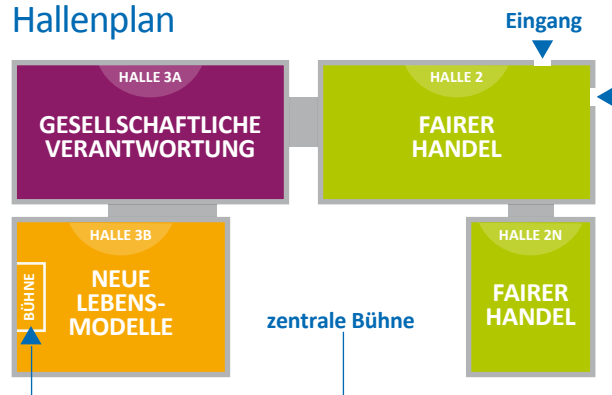 Hallenplan
Eingang
HALLE 3A
GESELLSCHAFTLICHE
VERANTWORTUNG
HALLE 2
FAIRER
HANDEL
HALLE 3B
BÜHNE
NEUE
LEBENS-
MODELLE
zentrale Bühne
HALLE 2N
FAIRER
HANDEL